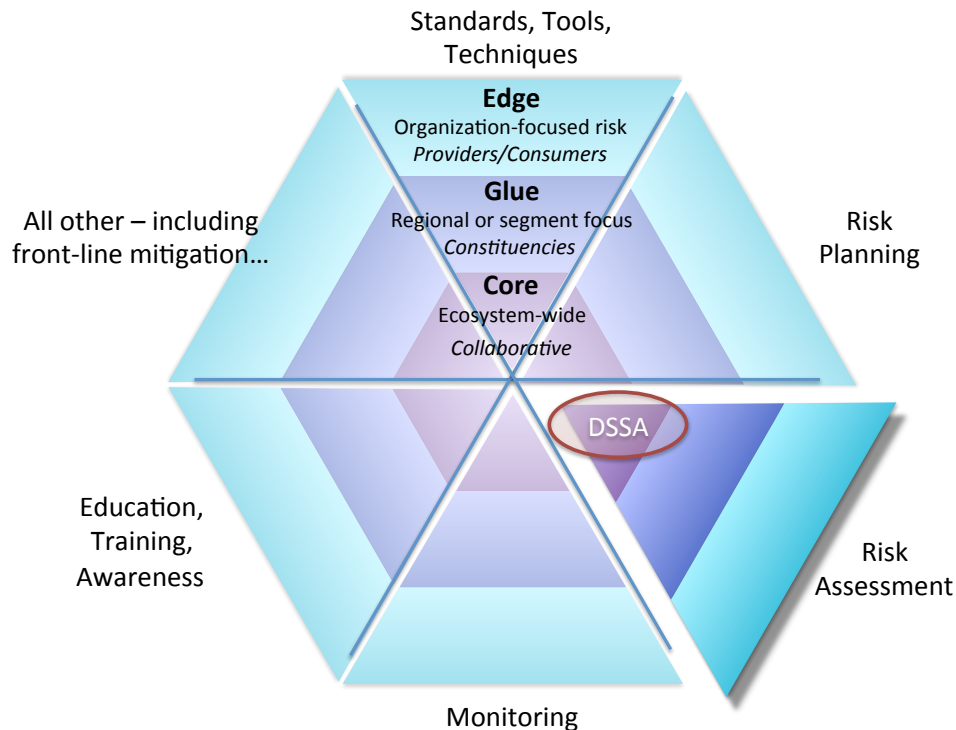 Standards, Tools,
Techniques
Edge
Organization-focused risk
Providers/Consumers
Glue
Regional or segment focus
Constituencies
Core
Ecosystem-wide
Collaborative
All other – including
front-line mitigation…
Risk
Planning
DSSA
Education,
Training,
Awareness
Risk
Assessment
Monitoring